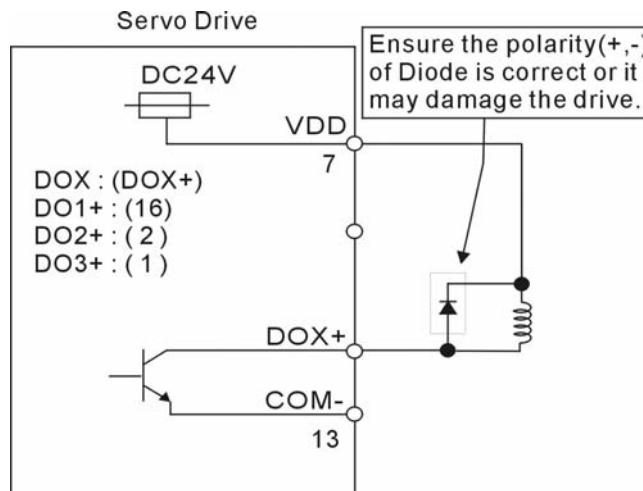 Servo Drive
Ensure the polarity(+,-)
of Diode is correct or it
may damage the drive.
DC24V
VDD
7
DOX : (DOX+)
DO1+ : (16)
DO2+ : ( 2 )
DO3+ : ( 1 )
DOX+
COM-
13